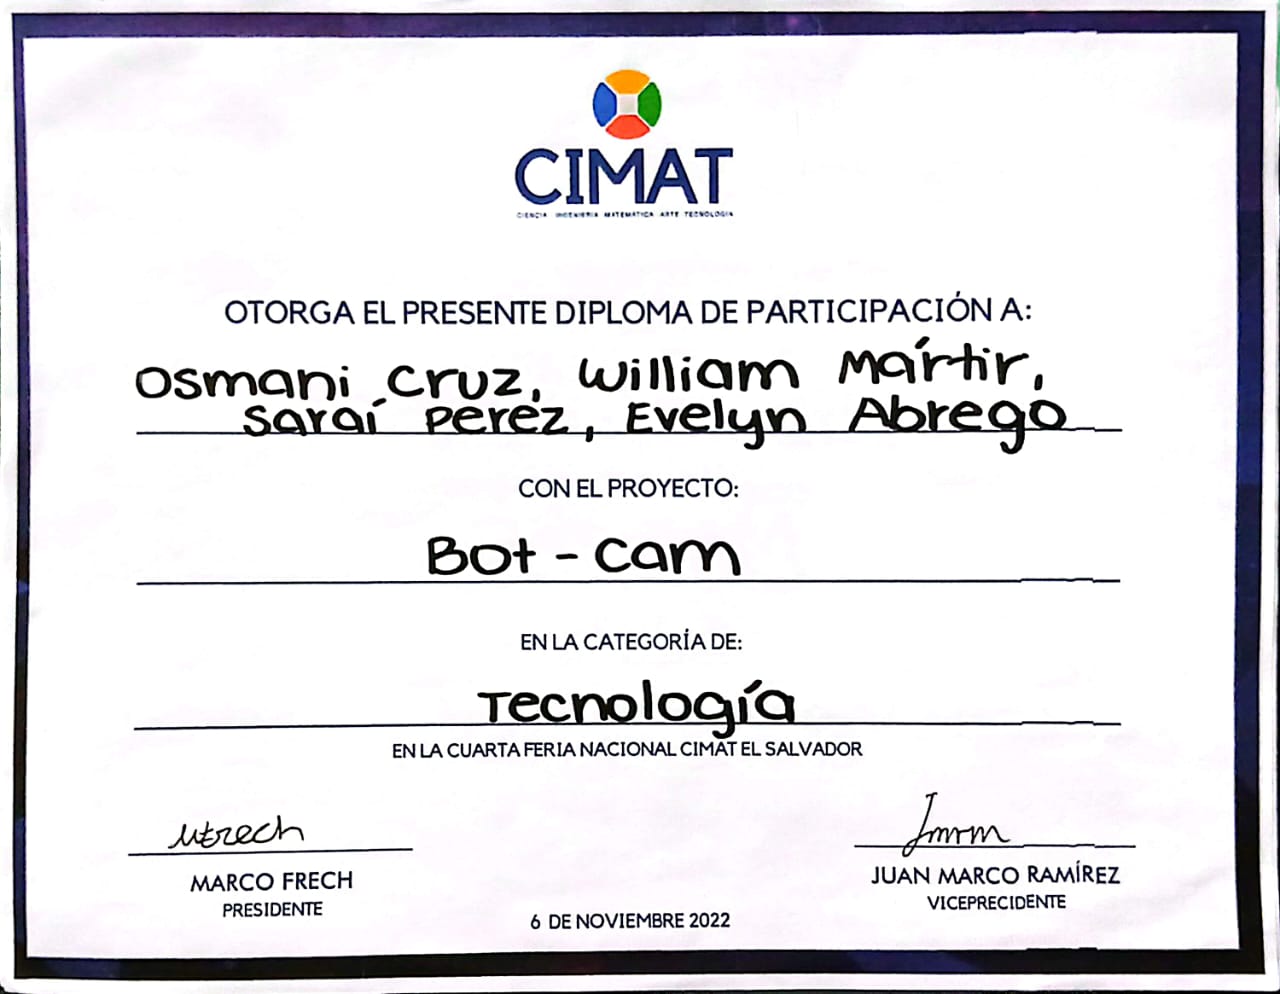 CIMAT
CIENCIA INGENIERIA MATEMATICA ARTE TECNOLOGIA
OTORGA EL PRESENTE DIPLOMA DE PARTICIPACIÓN A:
Osmani Cruz, William Mártir,
Saraí Perez, Evelyn Abrego
CON EL PROYECTO:
Bot - Cam
EN LA CATEGORÍA DE:
Tecnología
EN LA CUARTA FERIA NACIONAL CIMAT EL SALVADOR
MARCO FRECH
PRESIDENTE
JUAN MARCO RAMÍREZ
VICEPRECIDENTE
6 DE NOVIEMBRE 2022